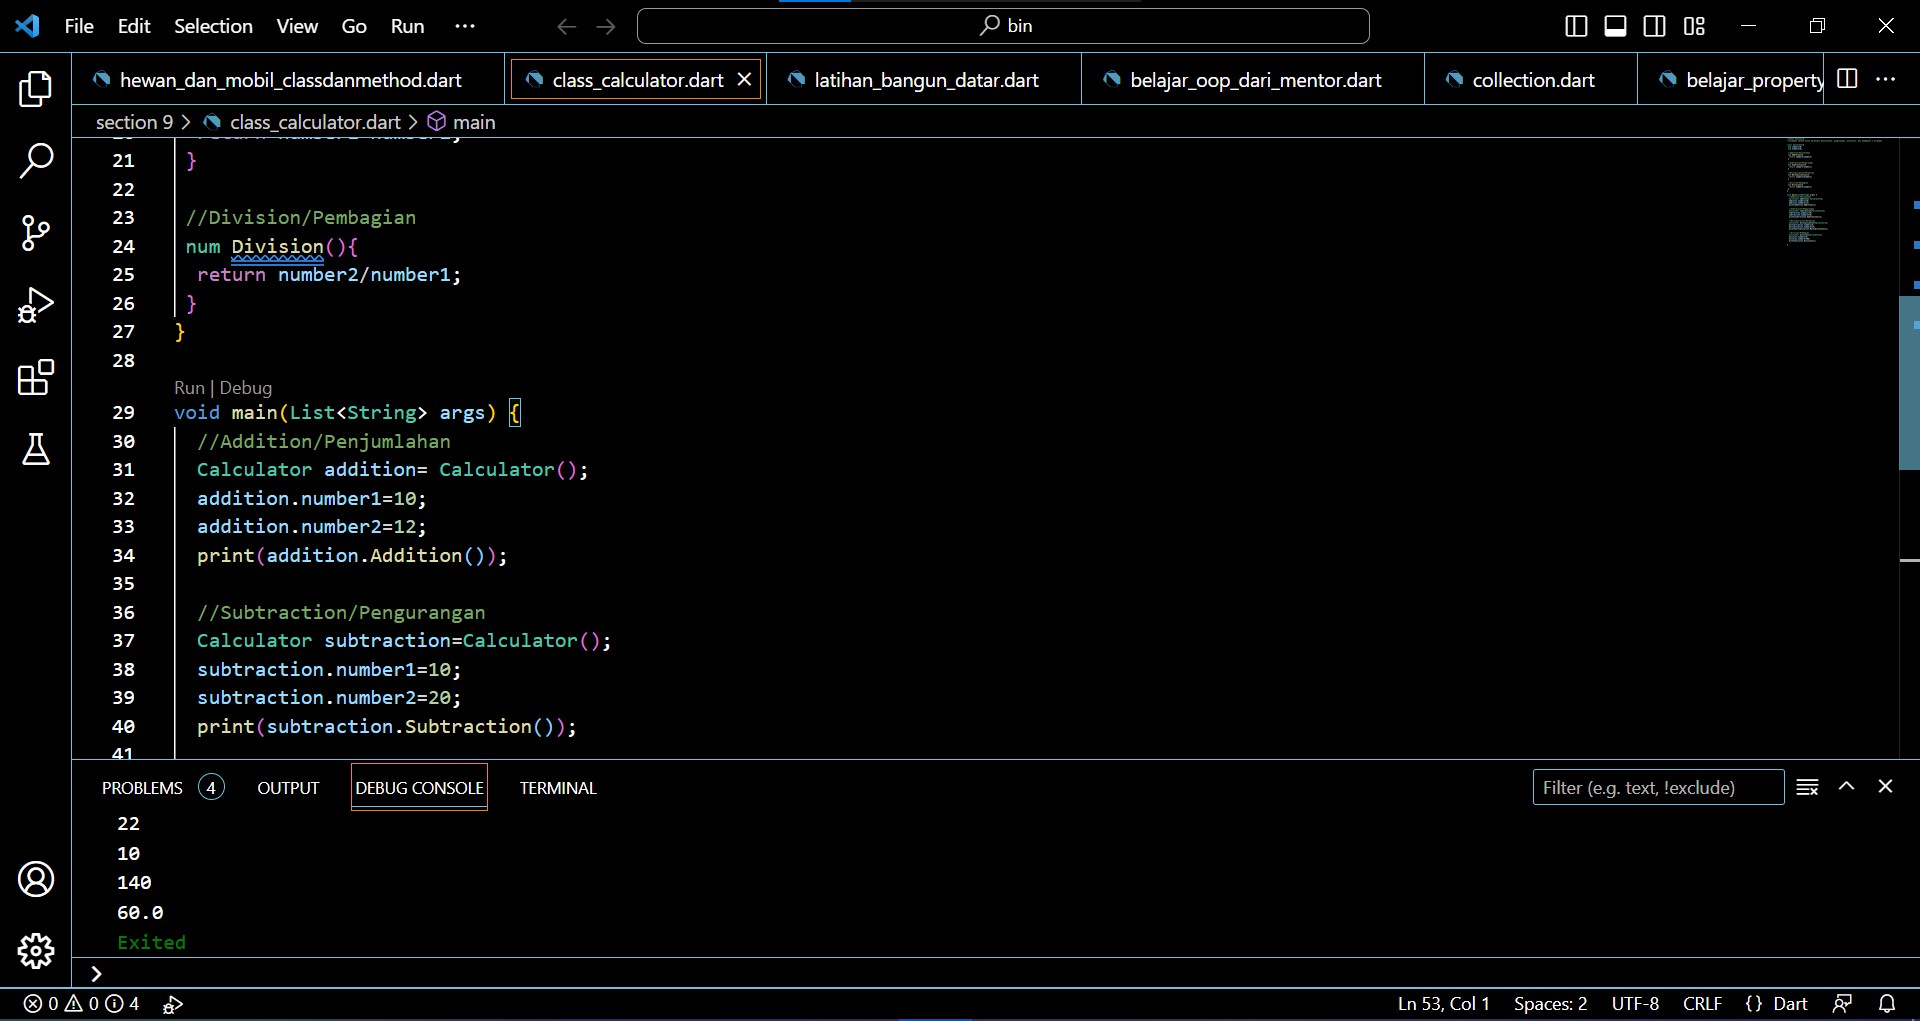 File Edit Selection View Go Run ···
bin
hewan_dan_mobil_classdanmethod.dart
class_calculator.dart
latihan_bangun_datar.dart
belajar_oop_dari_mentor.dart
collection.dart
belajar_property
section 9 > class_calculator.dart > main
21 }
22
23 //Division/Pembagian
24 num Division(){
25 return number2/number1;
26 }
27 }
28
Run | Debug
29 void main(List<String> args) {
30 //Addition/Penjumlahan
31 Calculator addition= Calculator();
32 addition.number1=10;
33 addition.number2=12;
34 print(addition.Addition());
35
36 //Subtraction/Pengurangan
37 Calculator subtraction=Calculator();
38 subtraction.number1=10;
39 subtraction.number2=20;
40 print(subtraction.Subtraction());
41
PROBLEMS 4 OUTPUT DEBUG CONSOLE TERMINAL
Filter (e.g. text, !exclude)
22
10
140
60.0
Exited
>
0 0 4
Ln 53, Col 1 Spaces: 2 UTF-8 CRLF {} Dart